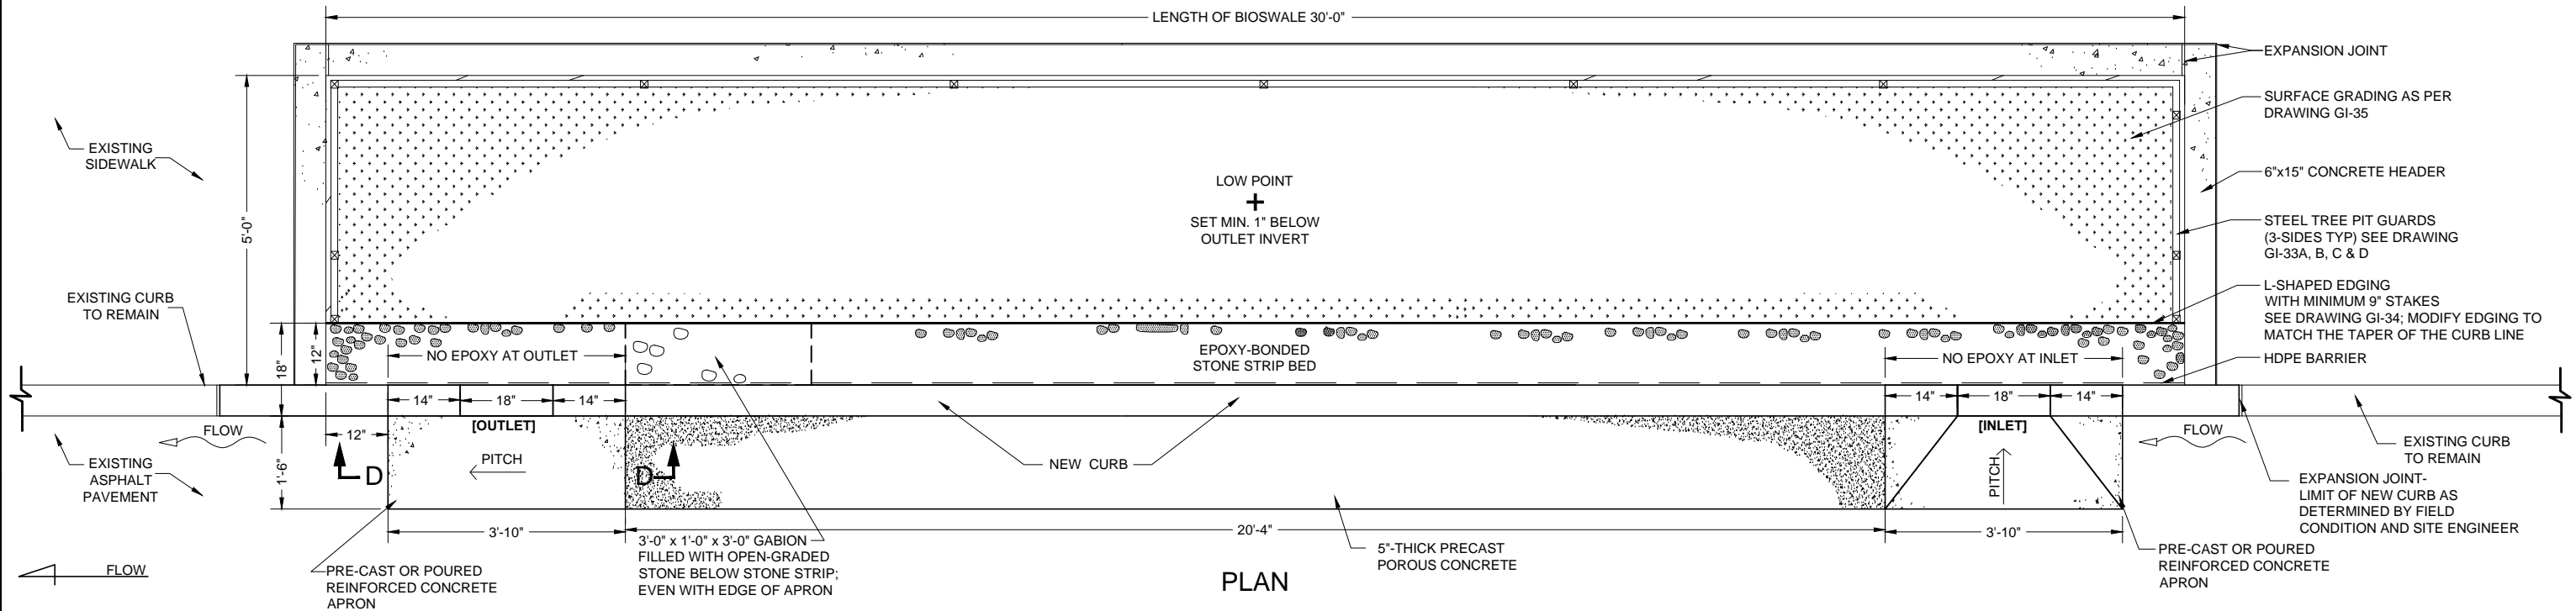 LENGTH OF BIOSWALE 30'-0"
EXPANSION JOINT
SURFACE GRADING AS PER
DRAWING GI-35
EXISTING
SIDEWALK
5'-0"
LOW POINT
SET MIN. 1" BELOW
OUTLET INVERT
6"x15" CONCRETE HEADER
STEEL TREE PIT GUARDS
(3-SIDES TYP) SEE DRAWING
GI-33A, B, C & D
EXISTING CURB
TO REMAIN
L-SHAPED EDGING
WITH MINIMUM 9" STAKES
SEE DRAWING GI-34; MODIFY EDGING TO
MATCH THE TAPER OF THE CURB LINE
18"
12"
NO EPOXY AT OUTLET
EPOXY-BONDED
STONE STRIP BED
NO EPOXY AT INLET
HDPE BARRIER
14"
18"
14"
14"
18"
14"
FLOW
12"
[OUTLET]
[INLET]
FLOW
EXISTING
ASPHALT
PAVEMENT
1'-6"
D
PITCH
D
NEW CURB
PITCH
EXISTING CURB
TO REMAIN
EXPANSION JOINT-
LIMIT OF NEW CURB AS
DETERMINED BY FIELD
CONDITION AND SITE ENGINEER
3'-10"
20'-4"
3'-10"
3'-0" x 1'-0" x 3'-0" GABION
FILLED WITH OPEN-GRADED
STONE BELOW STONE STRIP;
EVEN WITH EDGE OF APRON
5"-THICK PRECAST
POROUS CONCRETE
PRE-CAST OR POURED
REINFORCED CONCRETE
APRON
FLOW
PRE-CAST OR POURED
REINFORCED CONCRETE
APRON
PLAN